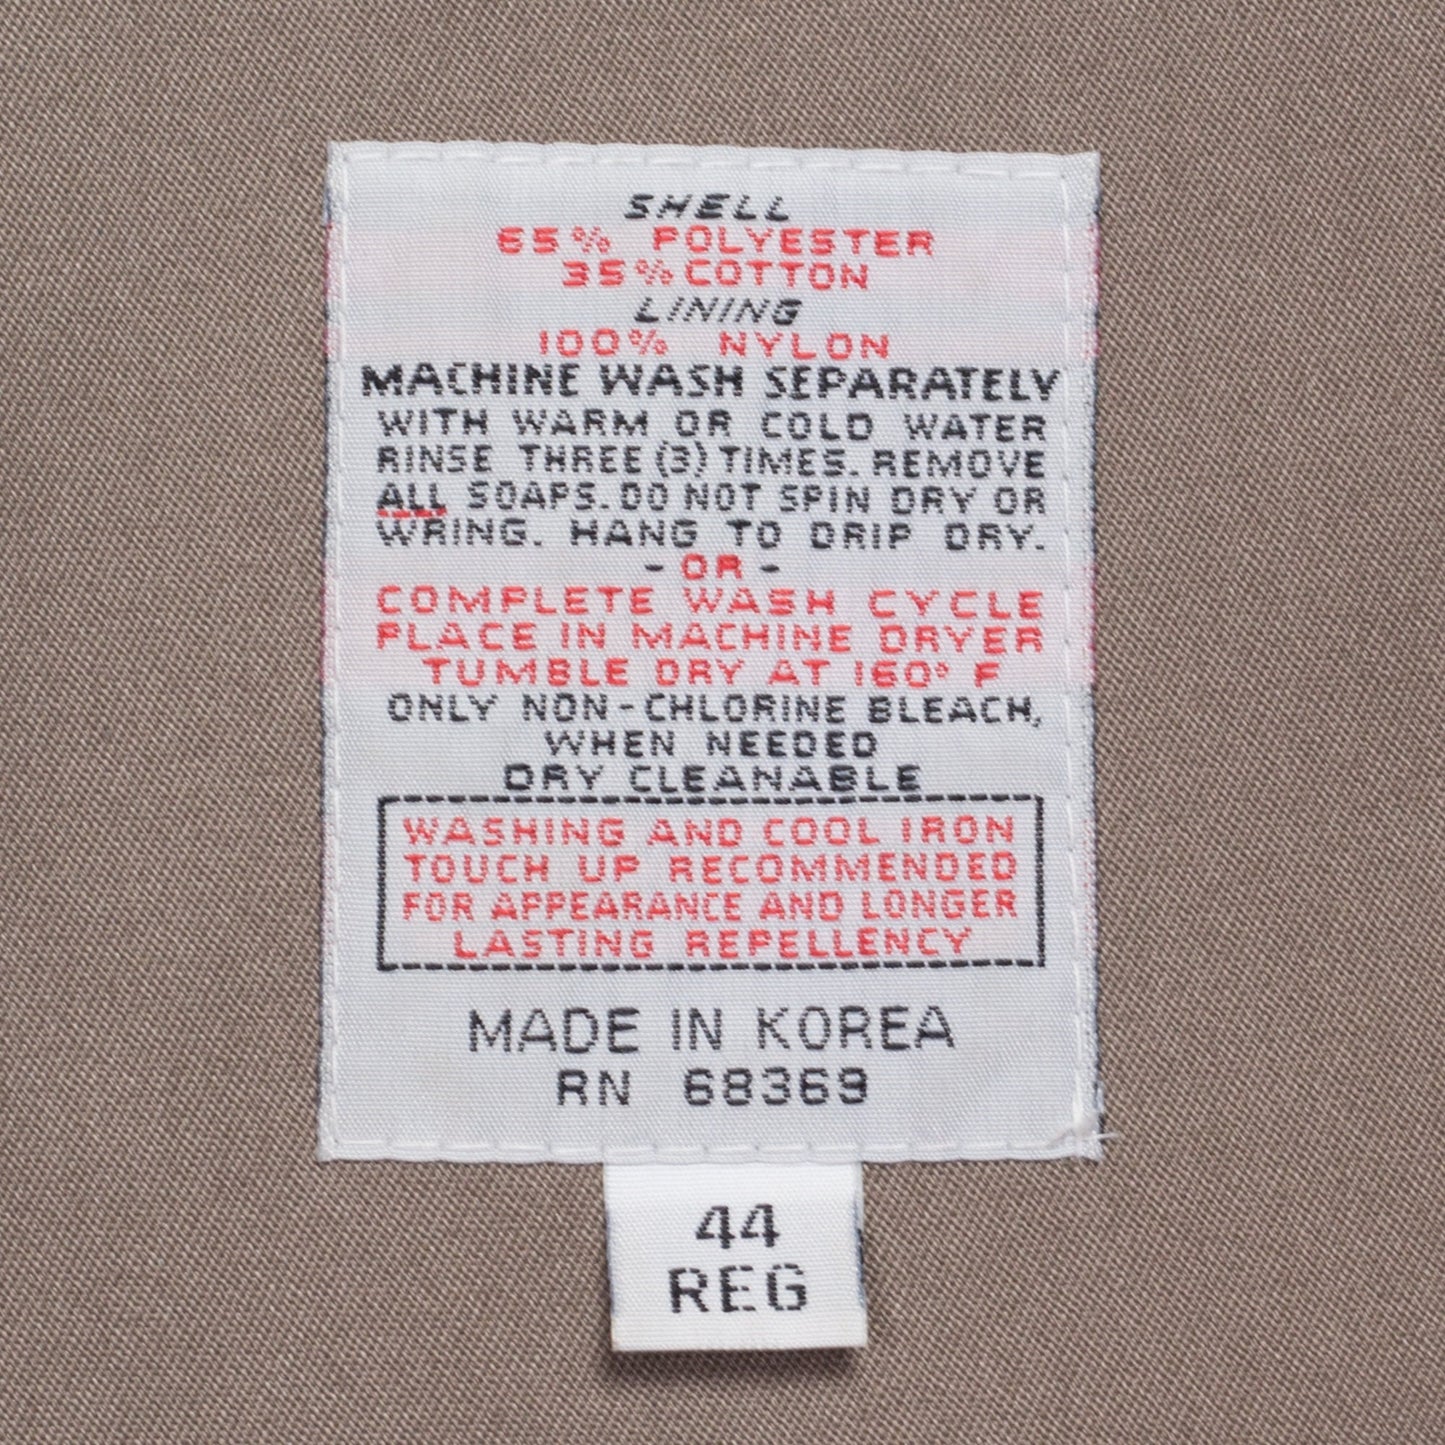 SHELL
65% POLYESTER
35% COTTON
LINING
100% NYLON
MACHINE WASH SEPARATELY
WITH WARM OR COLD WATER
RINSE THREE (3) TIMES. REMOVE
ALL SOAPS. DO NOT SPIN DRY OR
WRING. HANG TO DRIP DRY.
- OR -
COMPLETE WASH CYCLE
PLACE IN MACHINE DRYER
TUMBLE DRY AT 160° F
ONLY NON-CHLORINE BLEACH,
WHEN NEEDED
DRY CLEANABLE
WASHING AND COOL IRON
TOUCH UP RECOMMENDED
FOR APPEARANCE AND LONGER
LASTING REPELLENCY
MADE IN KOREA
RN 68369
44
REG